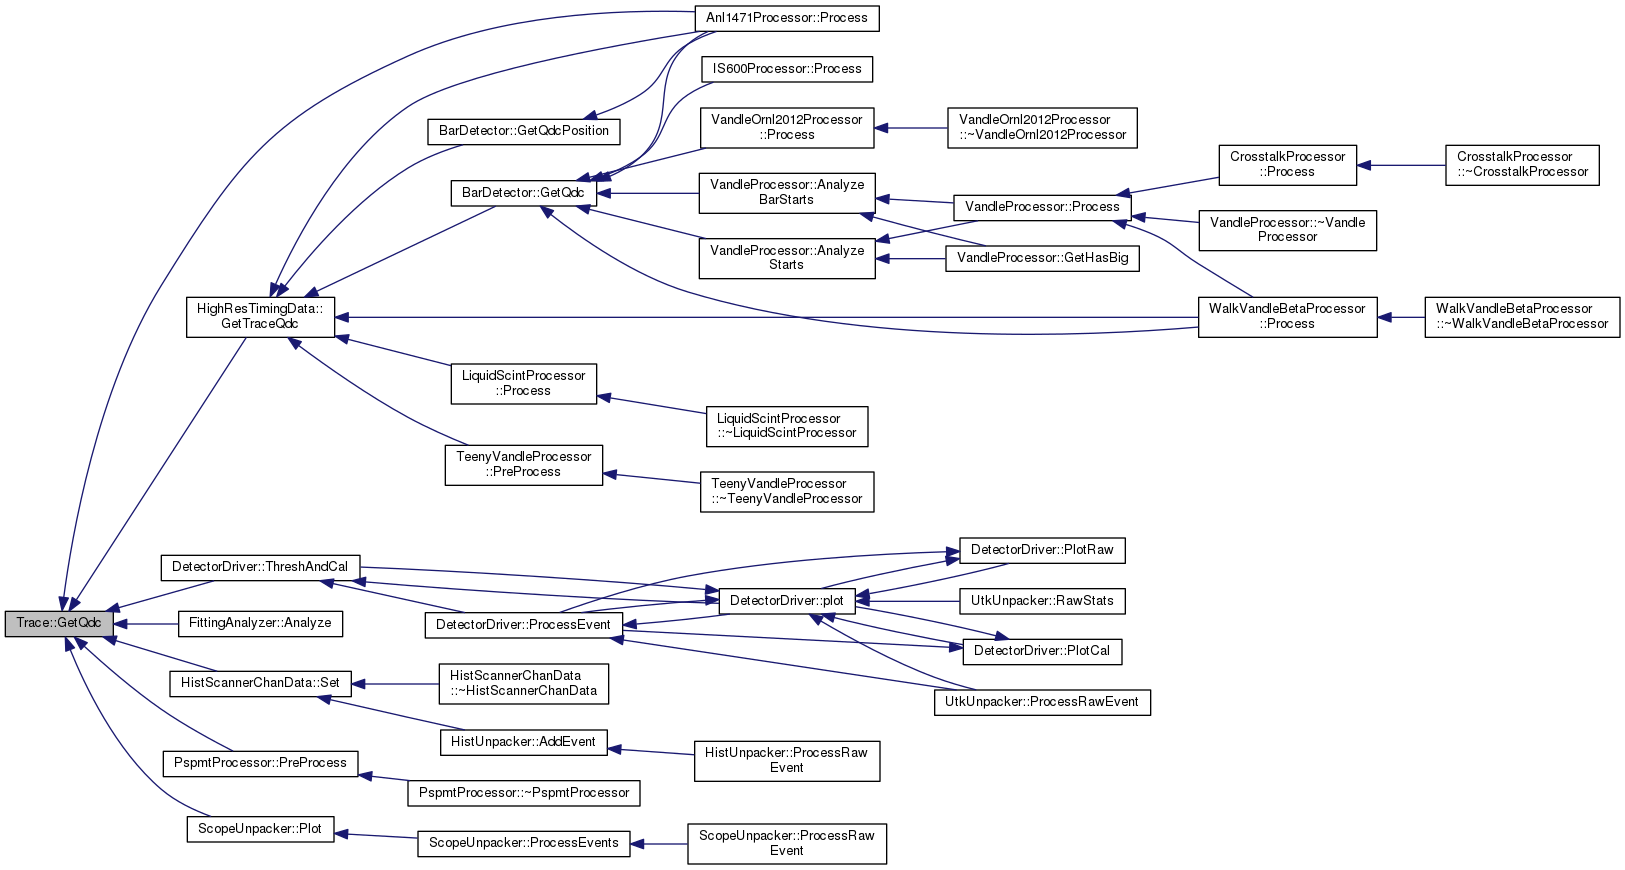 Anl1471Processor::Process
IS600Processor::Process
BarDetector::GetQdcPosition
VandleOrnl2012Processor
::Process
VandleOrnl2012Processor
::~VandleOrnl2012Processor
BarDetector::GetQdc
VandleProcessor::Analyze
BarStarts
VandleProcessor::Process
CrosstalkProcessor
::Process
CrosstalkProcessor
::~CrosstalkProcessor
VandleProcessor::~Vandle
Processor
VandleProcessor::Analyze
Starts
VandleProcessor::GetHasBig
HighResTimingData::
GetTraceQdc
WalkVandleBetaProcessor
::Process
WalkVandleBetaProcessor
::~WalkVandleBetaProcessor
LiquidScintProcessor
::Process
LiquidScintProcessor
::~LiquidScintProcessor
TeenyVandleProcessor
::PreProcess
TeenyVandleProcessor
::~TeenyVandleProcessor
DetectorDriver::PlotRaw
DetectorDriver::ThreshAndCal
DetectorDriver::plot
UtkUnpacker::RawStats
Trace::GetQdc
FittingAnalyzer::Analyze
DetectorDriver::ProcessEvent
DetectorDriver::PlotCal
HistScannerChanData::Set
HistScannerChanData
::~HistScannerChanData
UtkUnpacker::ProcessRawEvent
HistUnpacker::AddEvent
HistUnpacker::ProcessRaw
Event
PspmtProcessor::PreProcess
PspmtProcessor::~PspmtProcessor
ScopeUnpacker::Plot
ScopeUnpacker::ProcessEvents
ScopeUnpacker::ProcessRaw
Event